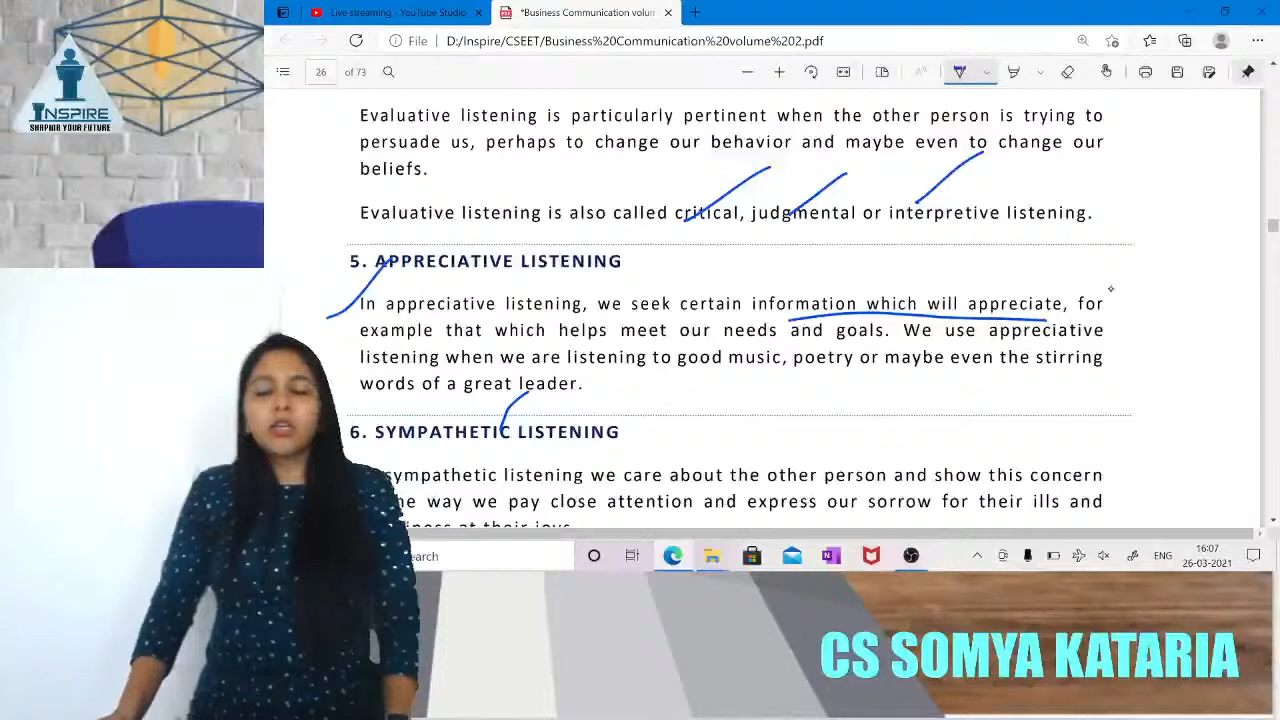 Live streaming - YouTube Studio
*Business Communication volum
File
D:/Inspire/CSEET/Business%20Communication%20volume%202.pdf
26
of 73
INSPIRE
SHAPING YOUR FUTURE
Evaluative listening is particularly pertinent when the other person is trying to
persuade us, perhaps to change our behavior and maybe even to change our
beliefs.
Evaluative listening is also called critical, judgmental or interpretive listening.
5. APPRECIATIVE LISTENING
In appreciative listening, we seek certain information which will appreciate, for
example that which helps meet our needs and goals. We use appreciative
listening when we are listening to good music, poetry or maybe even the stirring
words of a great leader.
6. SYMPATHETIC LISTENING
sympathetic listening we care about the other person and show this concern
way we pay close attention and express our sorrow for their ills and
at their joys
earch
ENG
16:07
26-03-2021
CS SOMYA KATARIA